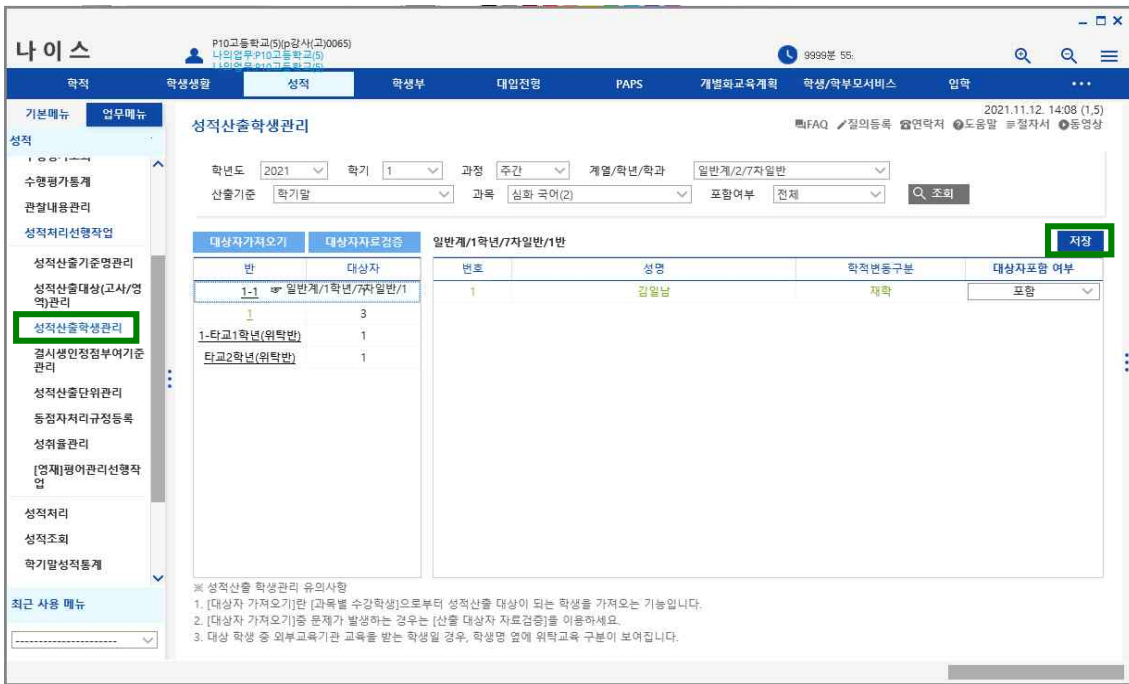 나이스
P10고등학교(5)(p감사(고)0065)
나의업무:P10고등학교(5)
나의업무:P10고등학교(5)
9999분 55:
학적 학생생활 성적 학생부 대입전형 PAPS 개별화교육계획 학생/학부모서비스 입학 •••
기본메뉴 업무메뉴
성적
수행평가통계
관찰내용관리
성적처리선행작업
성적산출기준명관리
성적산출대상(고사/영
역)관리
성적산출학생관리
결시생인정점부여기준
관리
성적산출단위관리
동점자처리규정등록
성취율관리
[영재]평어관리선행작
업
성적처리
성적조회
학기말성적통계
최근 사용 메뉴
----------------------
성적산출학생관리
2021.11.12. 14:08 (1,5)
FAQ 질의등록 연락처 도움말 절차서 동영상
학년도 2021 학기 1 과정 주간 계열/학년/학과 일반계/2/7차일반
산출기준 학기말 과목 심화 국어(2) 포함여부 전체 조회
대상자가져오기 대상자자료검증 일반계/1학년/7차일반/1반 저장
반 대상자 번호 성명 학적변동구분 대상자포함 여부
1-1 ☞ 일반계/1학년/7차일반/1 1 김일남 재학 포함
1 3
1-타교1학년(위탁반) 1
타교2학년(위탁반) 1
※ 성적산출 학생관리 유의사항
1. [대상자 가져오기]란 [과목별 수강학생]으로부터 성적산출 대상이 되는 학생을 가져오는 기능입니다.
2. [대상자 가져오기]중 문제가 발생하는 경우는 [산출 대상자 자료검증]을 이용하세요.
3. 대상 학생 중 외부교육기관 교육을 받는 학생일 경우, 학생명 옆에 위탁교육 구분이 보여집니다.